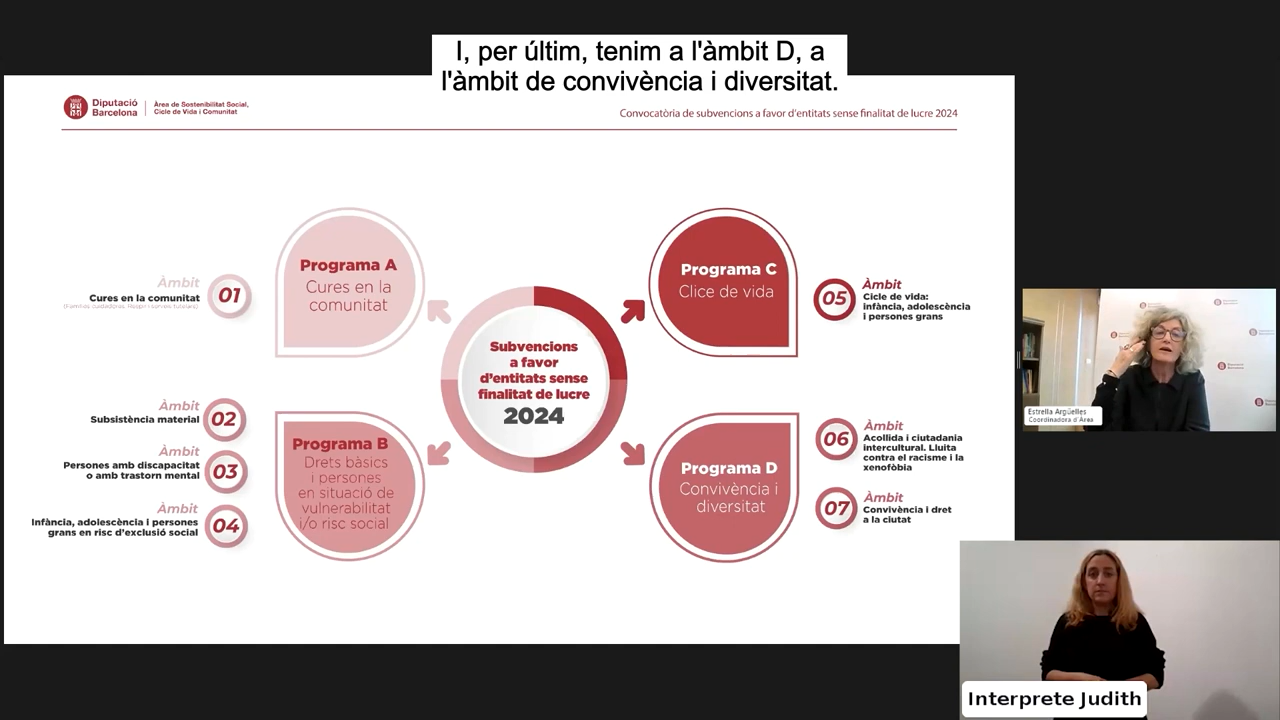 I, per últim, tenim a l'àmbit D, a
l'àmbit de convivència i diversitat.
Diputació
Barcelona
Àrea de Sostenibilitat Social,
Cicle de Vida i Comunitat
Convocatòria de subvencions a favor d'entitats sense finalitat de lucre 2024
Àmbit
01
Cures en la comunitat
Programa A
Cures en la
comunitat
Àmbit
02
Subsistència material
Àmbit
03
Persones amb discapacitat
o amb trastorn mental
Àmbit
04
Infància, adolescència i persones
grans en risc d'exclusió social
Programa B
Drets bàsics
i persones
en situació de
vulnerabilitat
i/o risc social
Subvencions
a favor
d'entitats sense
finalitat de lucre
2024
Programa C
Clice de vida
05
Àmbit
Cicle de vida:
infància, adolescència
i persones grans
Programa D
Convivència i
diversitat
06
Àmbit
Acollida i ciutadania
intercultural. Lluita
contra el racisme i la
xenofòbia
07
Àmbit
Convivència i dret
a la ciutat
Estrella Argüelles
Coordinadora d'Àrea
Interprete Judith